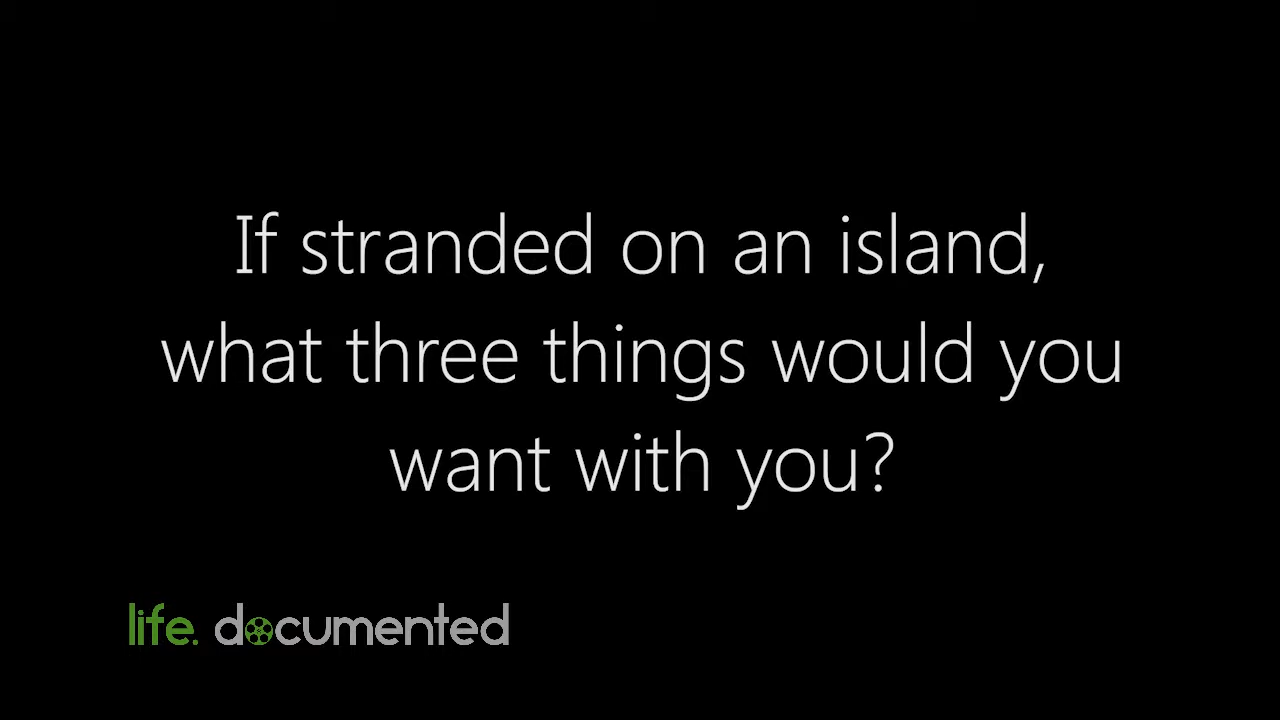 If stranded on an island,
what three things would you
want with you?
life. documented